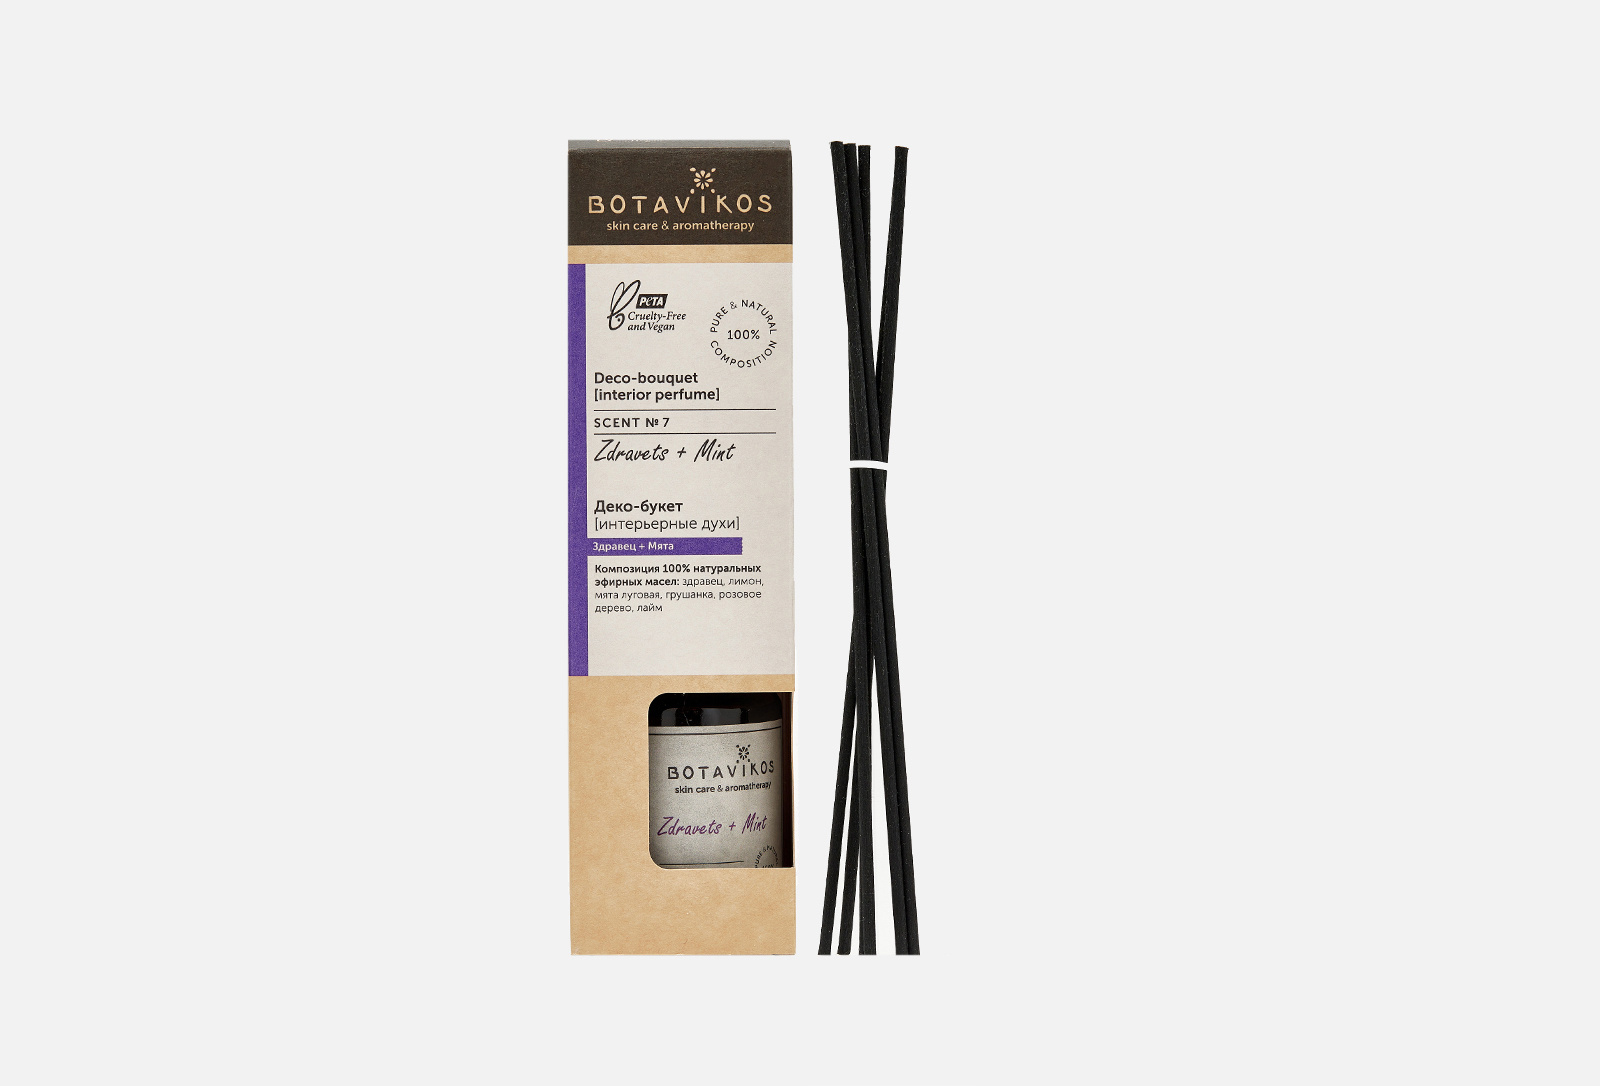 BOTAVIKOS
skin care & aromatherapy
PETA
Cruelty-Free
and Vegan
PURE & NATURAL
100%
COMPOSITION
Deco-bouquet
[interior perfume]
SCENT № 7
Zdravets + Mint
Деко-букет
[интерьерные духи]
Здравец + Мята
Композиция 100% натуральных
эфирных масел: здравец, лимон,
мята луговая, грушанка, розовое
дерево, лайм
BOTAVIKOS
skin care & aromatherapy
Zdravets + Mint